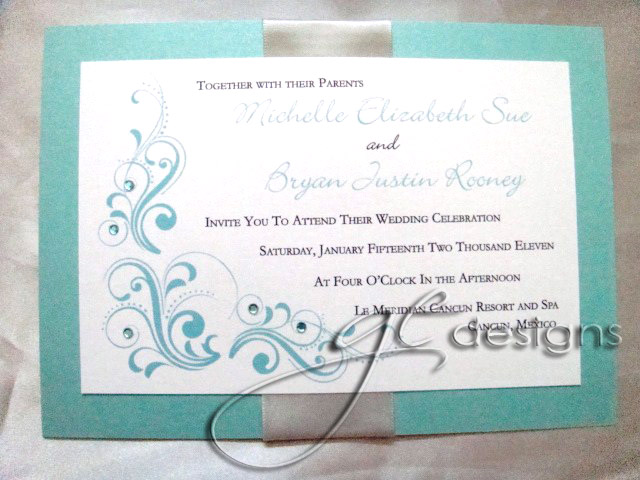 Together with their Parents
Michelle Elizabeth Sue
and
Bryan Justin Rooney
Invite You To Attend Their Wedding Celebration
Saturday, January Fifteenth Two Thousand Eleven
At Four O'Clock In the Afternoon
Le Meridian Cancun Resort and Spa
Cancun, Mexico
gc designs